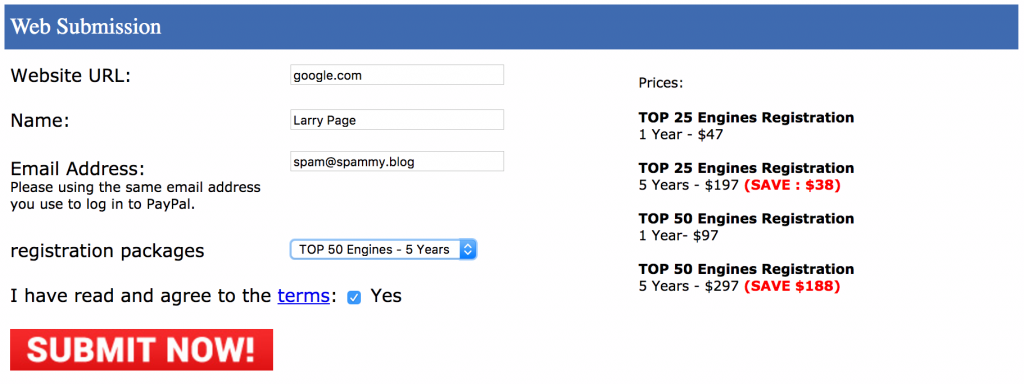 Web Submission
Website URL:
google.com
Name:
Larry Page
Email Address:
spam@spammy.blog
Please using the same email address
you use to log in to PayPal.
registration packages
TOP 50 Engines - 5 Years
I have read and agree to the terms: Yes
SUBMIT NOW!
Prices:
TOP 25 Engines Registration
1 Year - $47
TOP 25 Engines Registration
5 Years - $197 (SAVE : $38)
TOP 50 Engines Registration
1 Year- $97
TOP 50 Engines Registration
5 Years - $297 (SAVE $188)